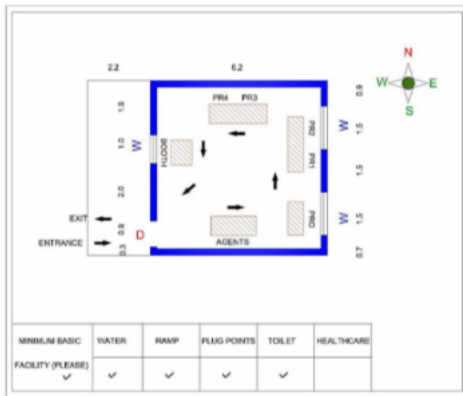 2.2 6.2
N
W E
S
PR4 PR3
0.9
1.9
W
PR2
1.5
1.0
W
BOOTH
PR1
1.5
2.0
EXIT
0.9
D
AGENTS
PRO
W
1.5
ENTRANCE
0.3
0.7
MINIMUM BASIC WATER RAMP PLUG POINTS TOILET HEALTHCARE
FACILITY (PLEASE)